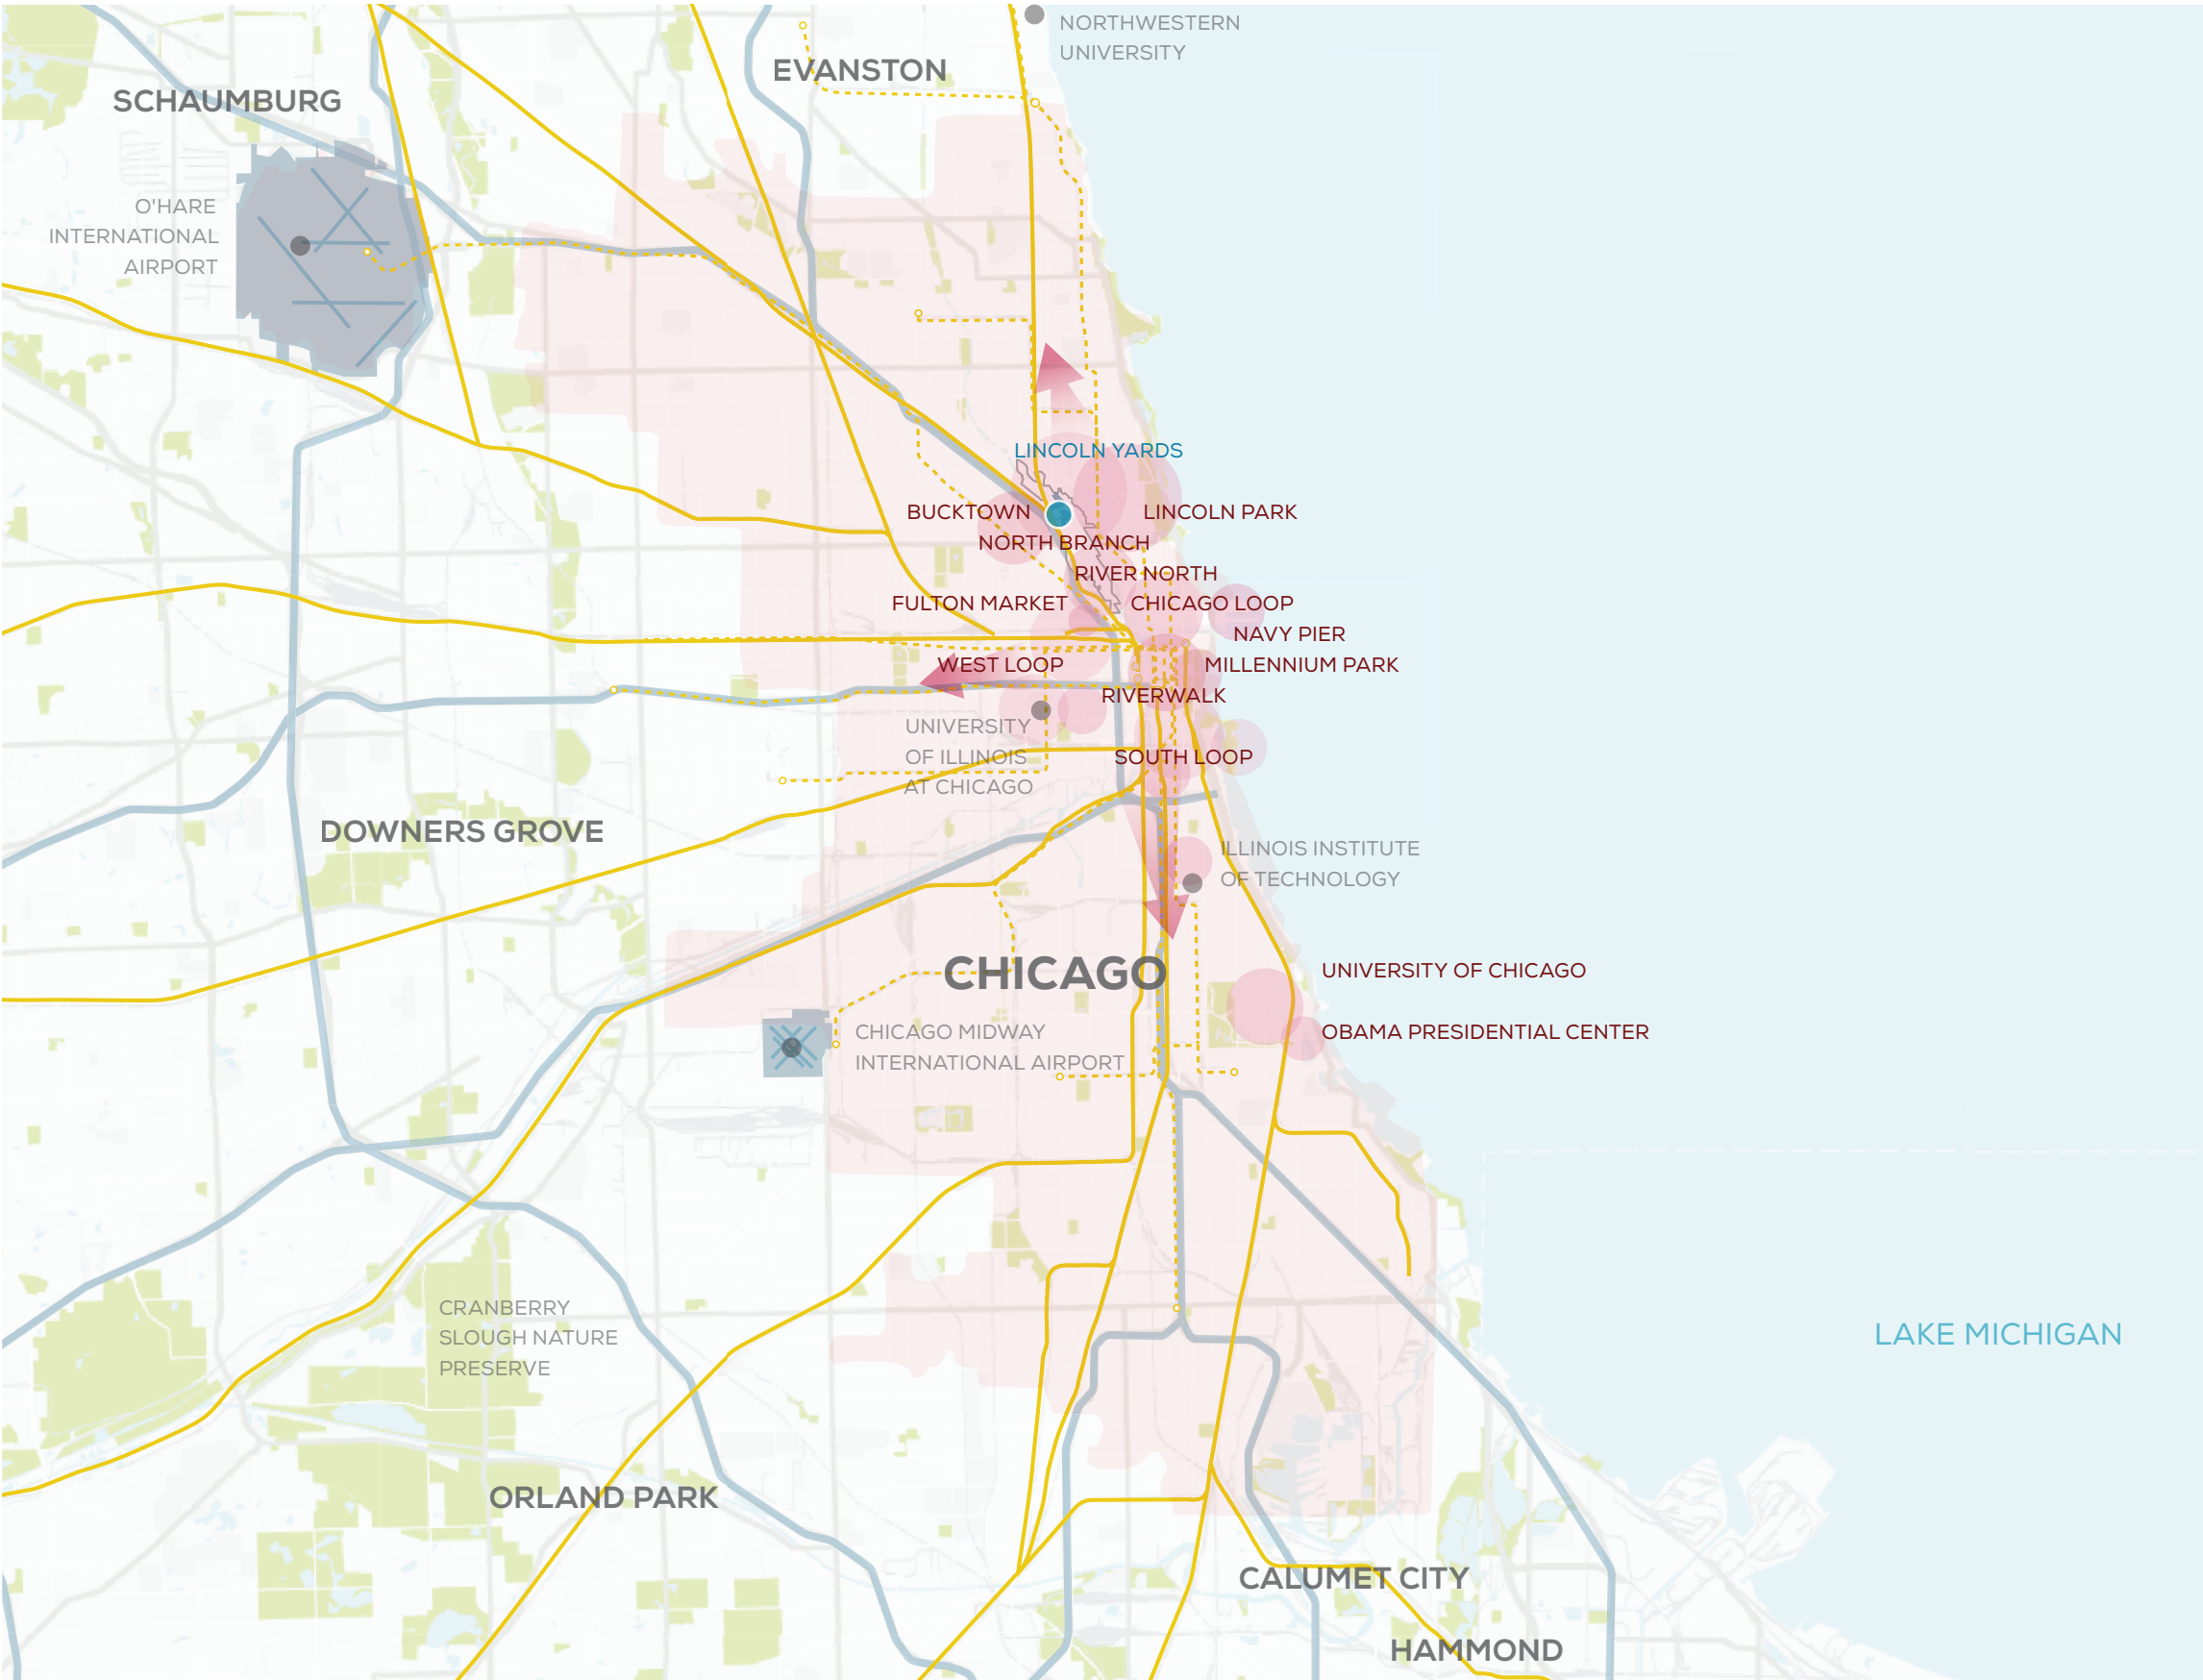 NORTHWESTERN
UNIVERSITY
EVANSTON
SCHAUMBURG
O'HARE
INTERNATIONAL
AIRPORT
LINCOLN YARDS
BUCKTOWN
LINCOLN PARK
NORTH BRANCH
RIVER NORTH
FULTON MARKET
CHICAGO LOOP
NAVY PIER
WEST LOOP
MILLENNIUM PARK
RIVERWALK
UNIVERSITY
OF ILLINOIS
AT CHICAGO
SOUTH LOOP
DOWNERS GROVE
ILLINOIS INSTITUTE
OF TECHNOLOGY
CHICAGO
UNIVERSITY OF CHICAGO
CHICAGO MIDWAY
INTERNATIONAL AIRPORT
OBAMA PRESIDENTIAL CENTER
CRANBERRY
SLOUGH NATURE
PRESERVE
LAKE MICHIGAN
ORLAND PARK
CALUMET CITY
HAMMOND